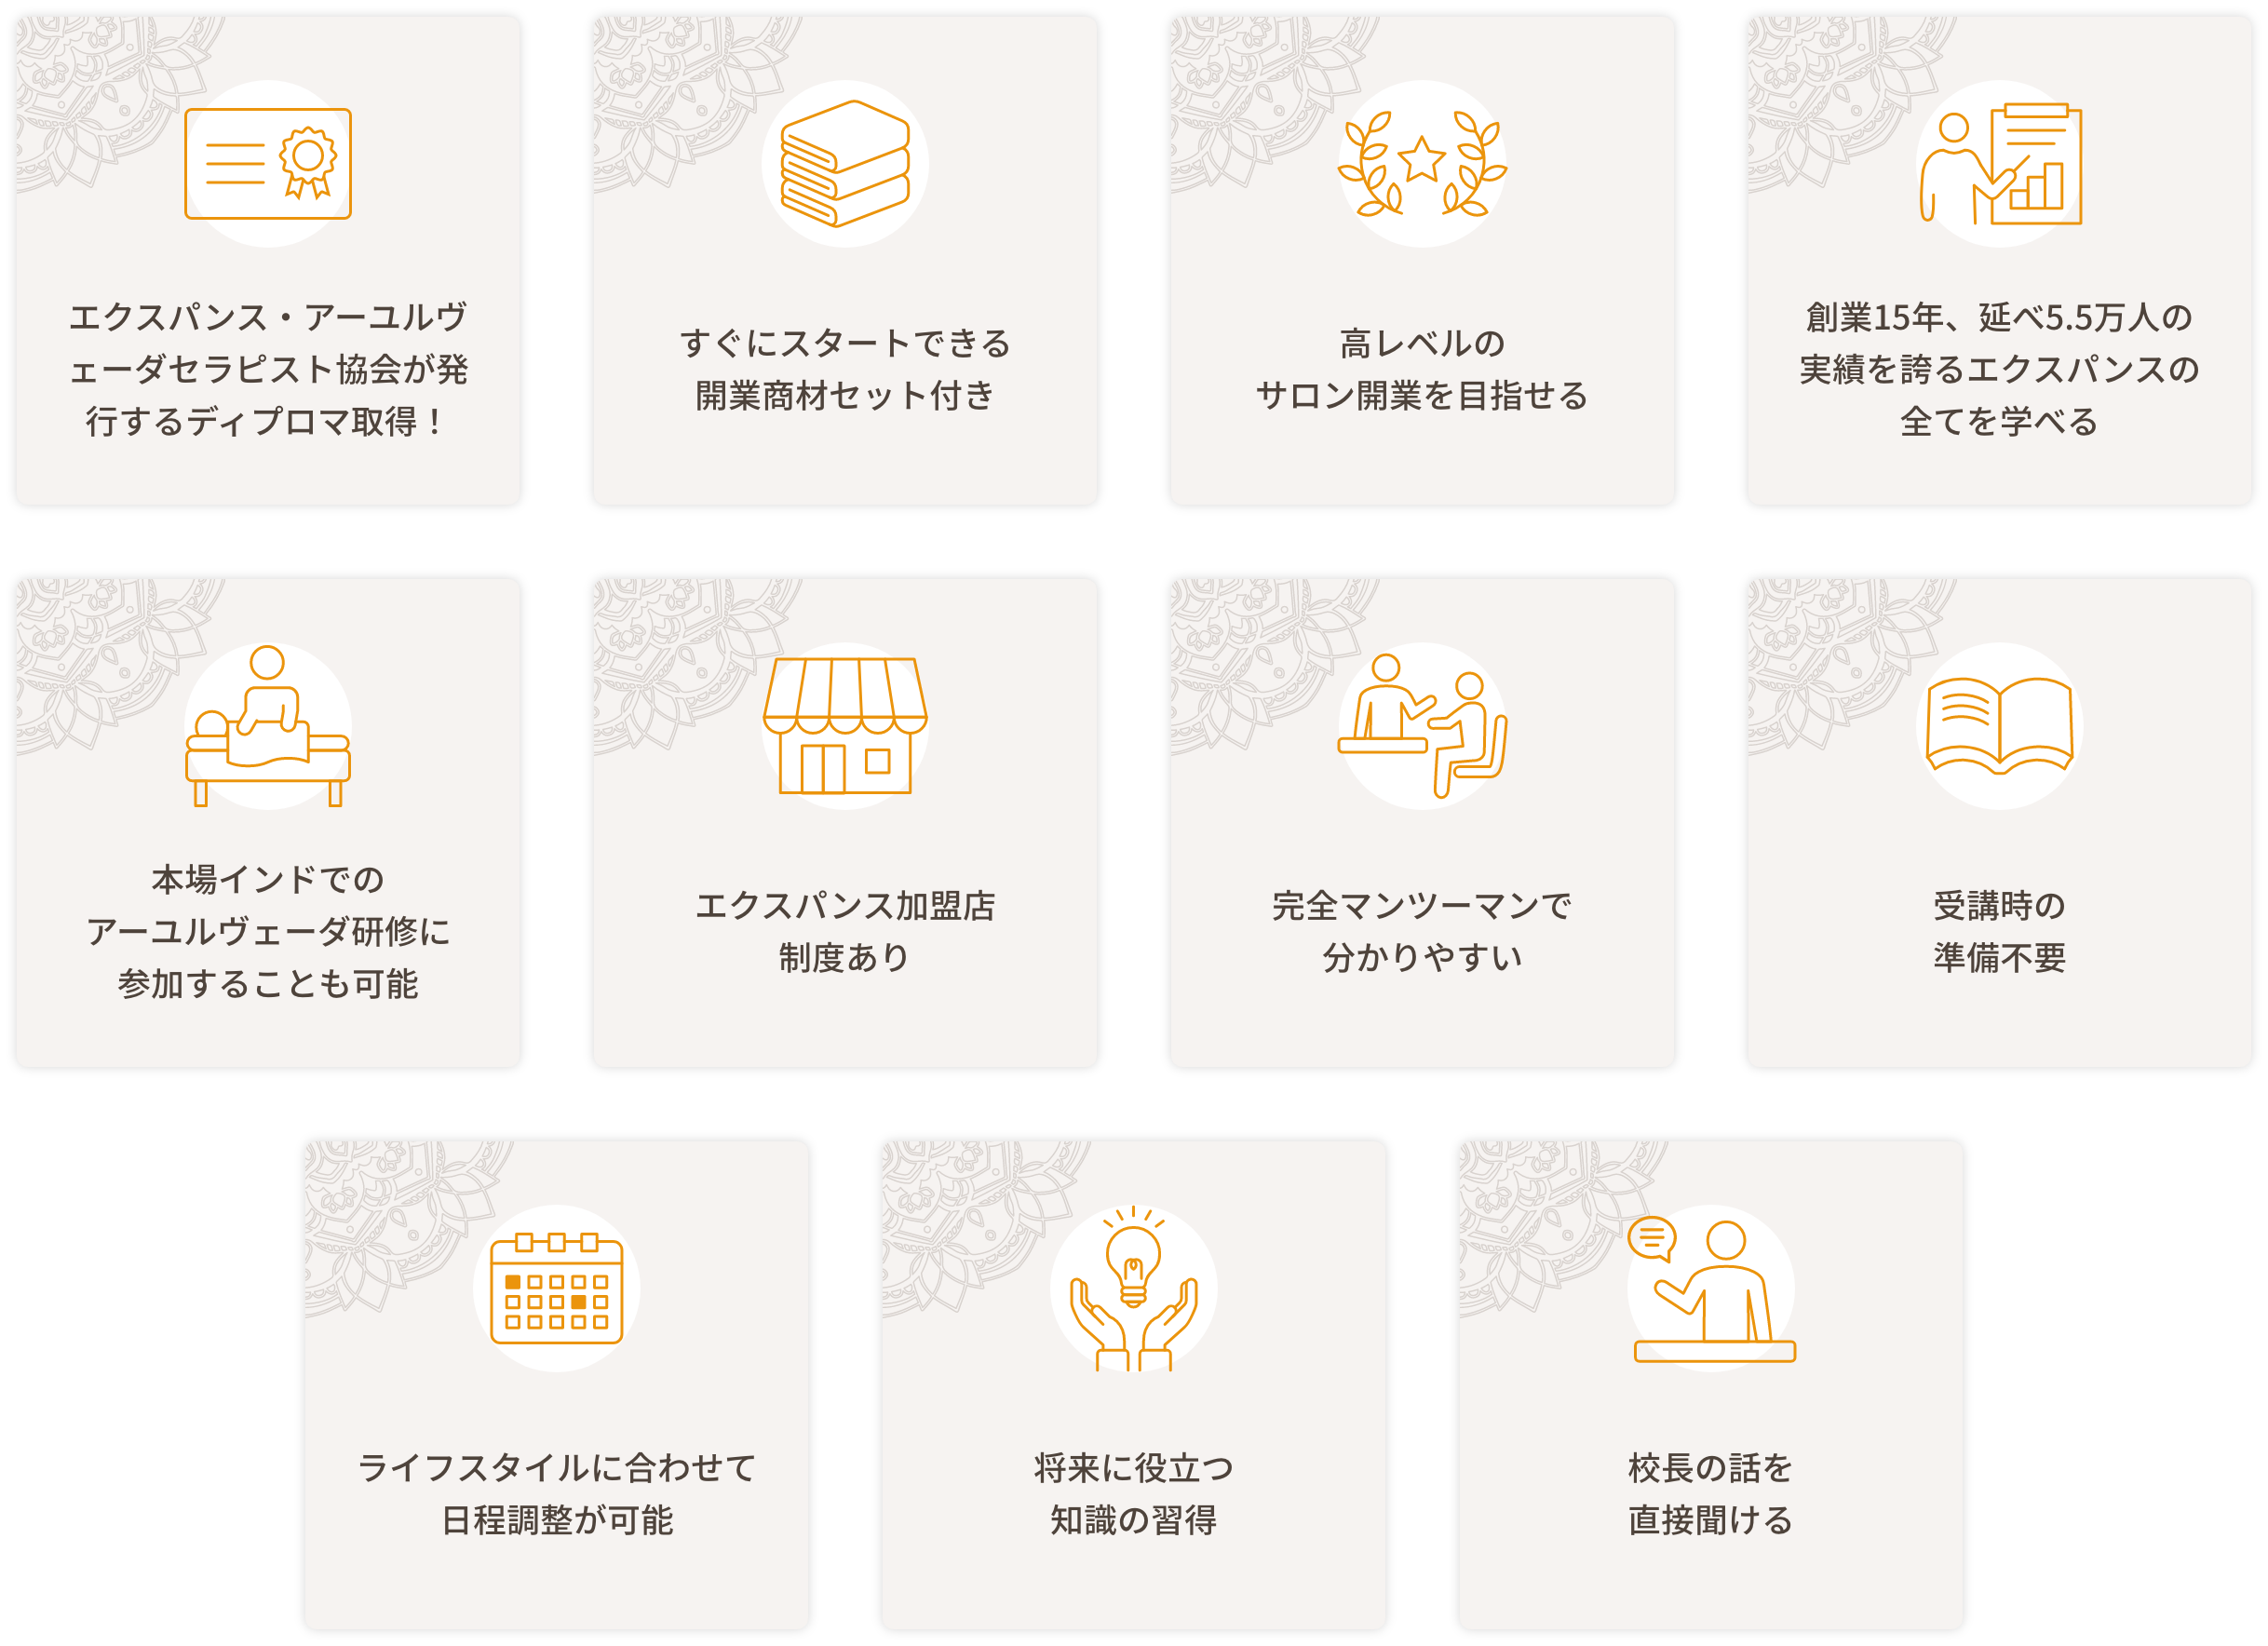 エクスパンス・アーユルヴ
ェーダセラピスト協会が発
行するディプロマ取得！
すぐにスタートできる
開業商材セット付き
高レベルの
サロン開業を目指せる
創業15年、延べ5.5万人の
実績を誇るエクスパンスの
全てを学べる
本場インドでの
アーユルヴェーダ研修に
参加することも可能
エクスパンス加盟店
制度あり
完全マンツーマンで
分かりやすい
受講時の
準備不要
ライフスタイルに合わせて
日程調整が可能
将来に役立つ
知識の習得
校長の話を
直接聞ける